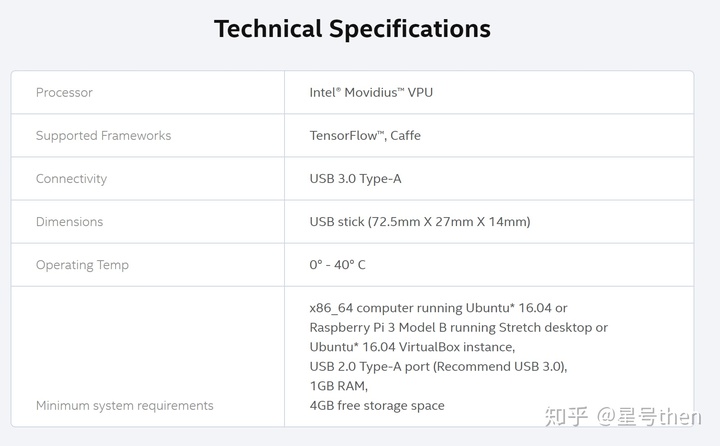 Technical Specifications
Processor
Intel® Movidius™ VPU
Supported Frameworks
TensorFlow™, Caffe
Connectivity
USB 3.0 Type-A
Dimensions
USB stick (72.5mm X 27mm X 14mm)
Operating Temp
0° - 40° C
Minimum system requirements
x86_64 computer running Ubuntu* 16.04 or
Raspberry Pi 3 Model B running Stretch desktop or
Ubuntu* 16.04 VirtualBox instance,
USB 2.0 Type-A port (Recommend USB 3.0),
1GB RAM,
4GB free storage space
知乎 @星号then